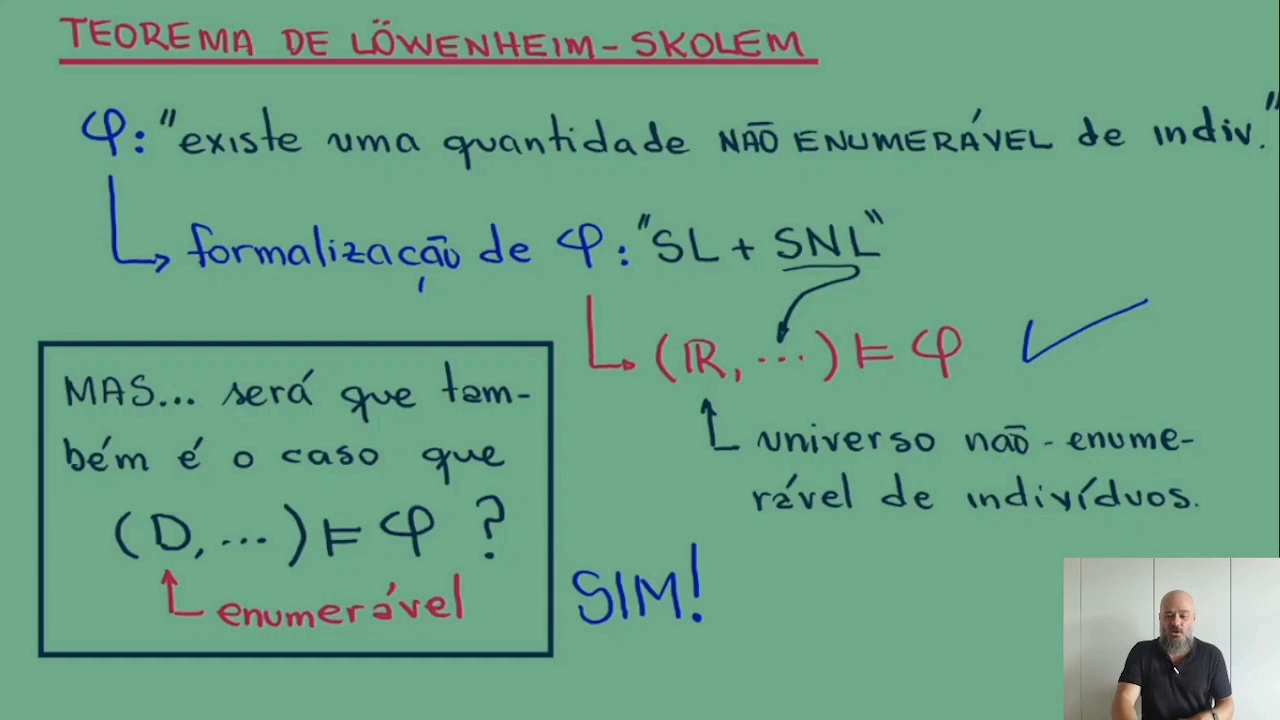 TEOREMA DE LÖWENHEIM-SKOLEM
φ: "existe uma quantidade NÃO ENUMERÁVEL de indiv."
formalização de φ: "SL + SNL"
(ℝ, ...) ⊨ φ ✓
universo não-enume-
rável de indivíduos.
MAS... será que tam-
bém é o caso que
(D, ...) ⊨ φ ?
enumerável
SIM!